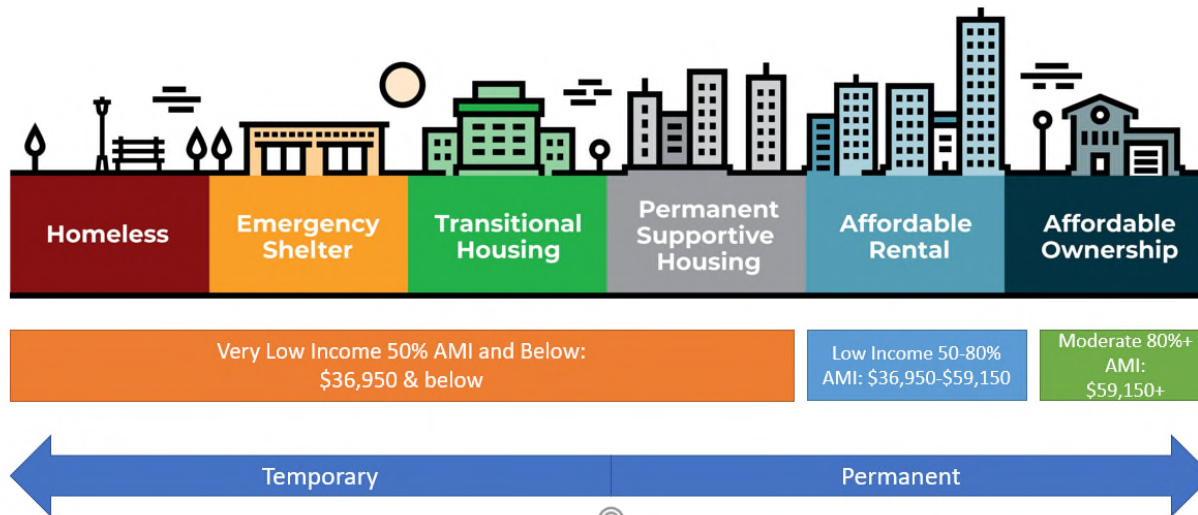 Homeless
Emergency
Shelter
Transitional
Housing
Permanent
Supportive
Housing
Affordable
Rental
Affordable
Ownership
Very Low Income 50% AMI and Below:
$36,950 & below
Low Income 50-80%
AMI: $36,950-$59,150
Moderate 80%+
AMI:
$59,150+
Temporary
Permanent